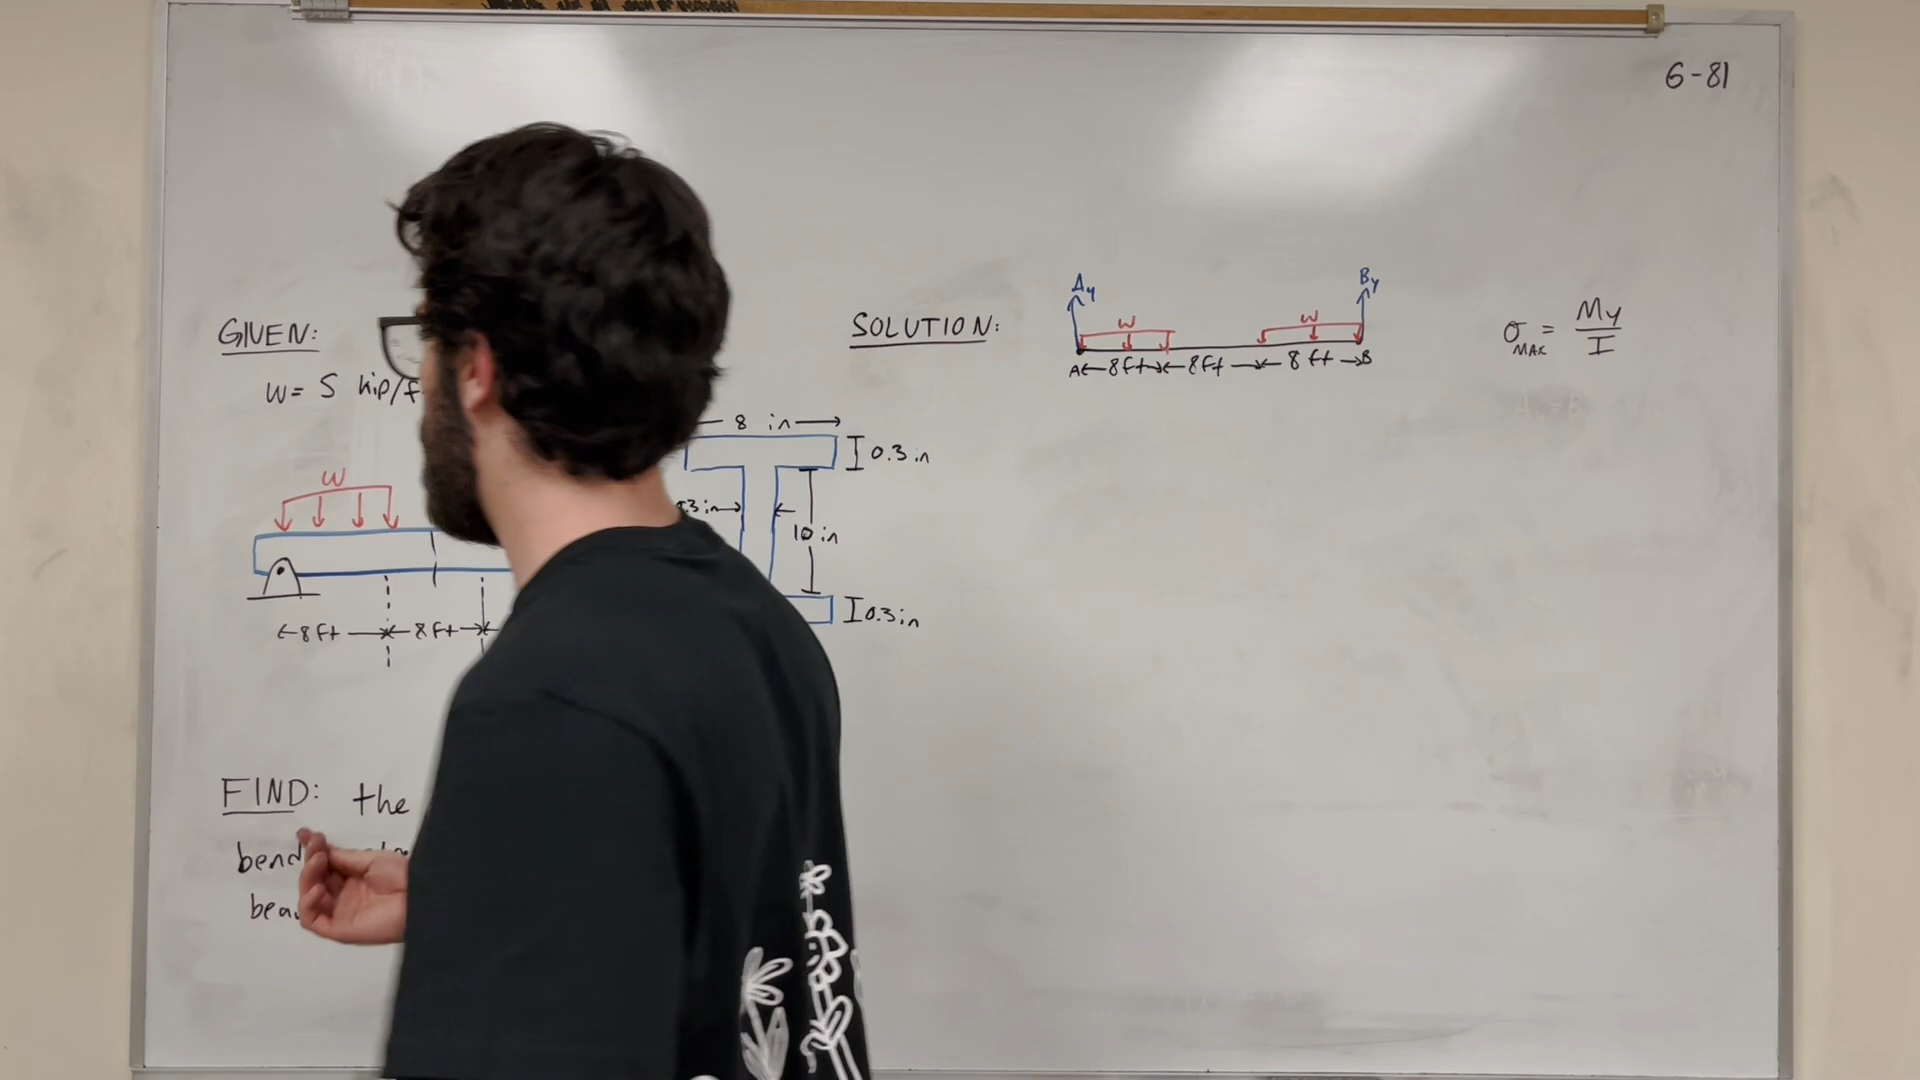 6-81
GIVEN:
W= 5 kip/f
W
←8ft→←8ft→
8 in
0.3 in
.3 in
10 in
0.3in
FIND: the
bend
SOLUTION:
Ay
By
W
W
A←8ft→←8ft→←8 ft→B
σMAX = My
I